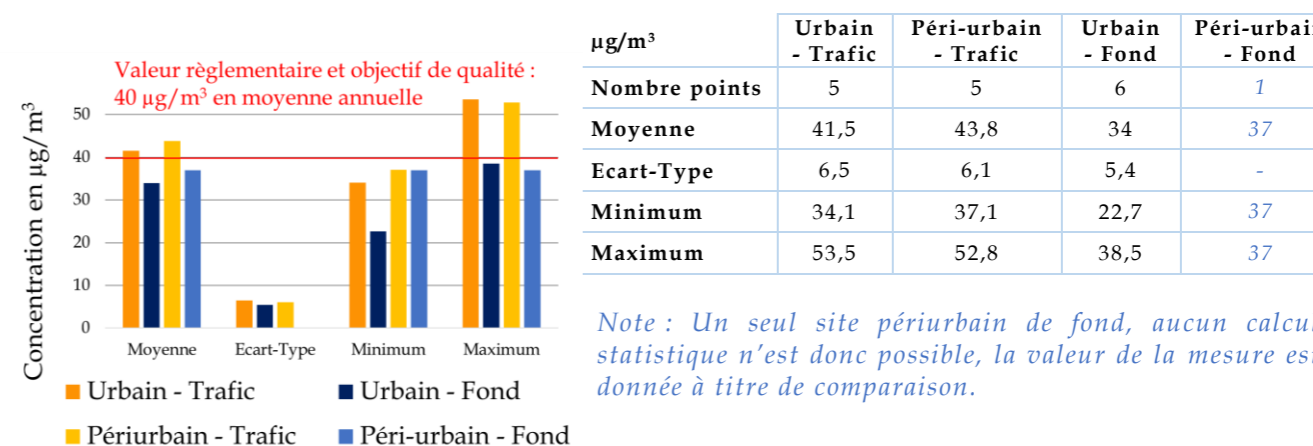 Valeur règlementaire et objectif de qualité :
40 µg/m³ en moyenne annuelle
Concentration en µg/m³
50
40
30
20
10
0
Moyenne Ecart-Type Minimum Maximum
Urbain - Trafic Urbain - Fond
Périurbain - Trafic Péri-urbain - Fond
µg/m³ Urbain - Trafic Péri-urbain - Trafic Urbain - Fond Péri-urbain - Fond
Nombre points 5 5 6 1
Moyenne 41,5 43,8 34 37
Ecart-Type 6,5 6,1 5,4 -
Minimum 34,1 37,1 22,7 37
Maximum 53,5 52,8 38,5 37
Note : Un seul site périurbain de fond, aucun calcul
statistique n'est donc possible, la valeur de la mesure est
donnée à titre de comparaison.